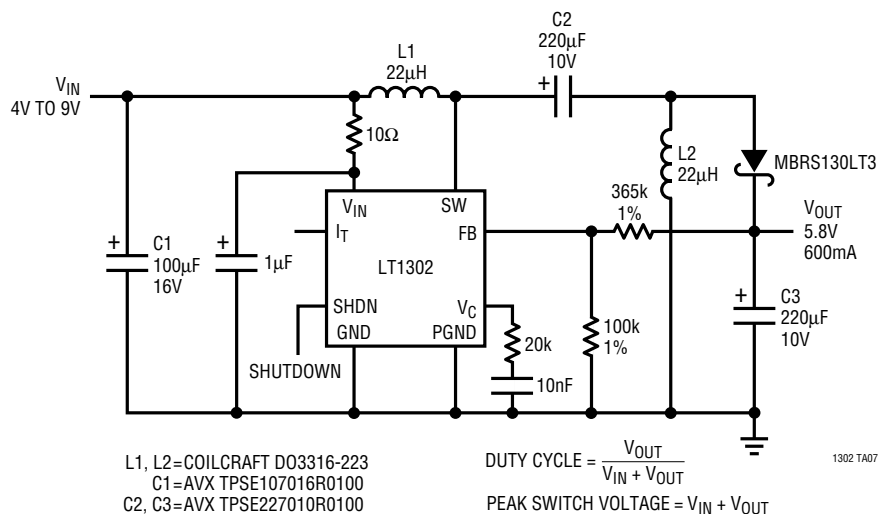 C2
220µF
10V
L1
22µH
+
VIN
4V TO 9V
10Ω
L2
22µH
MBRS130LT3
365k
1%
VOUT
5.8V
600mA
VIN
SW
IT
FB
LT1302
+
C1
100µF
16V
+
1µF
SHDN
VC
GND
PGND
SHUTDOWN
20k
10nF
100k
1%
+
C3
220µF
10V
L1, L2=COILCRAFT DO3316-223
C1=AVX TPSE107016R0100
C2, C3=AVX TPSE227010R0100
DUTY CYCLE = VOUT
VIN + VOUT
PEAK SWITCH VOLTAGE = VIN + VOUT
1302 TA07